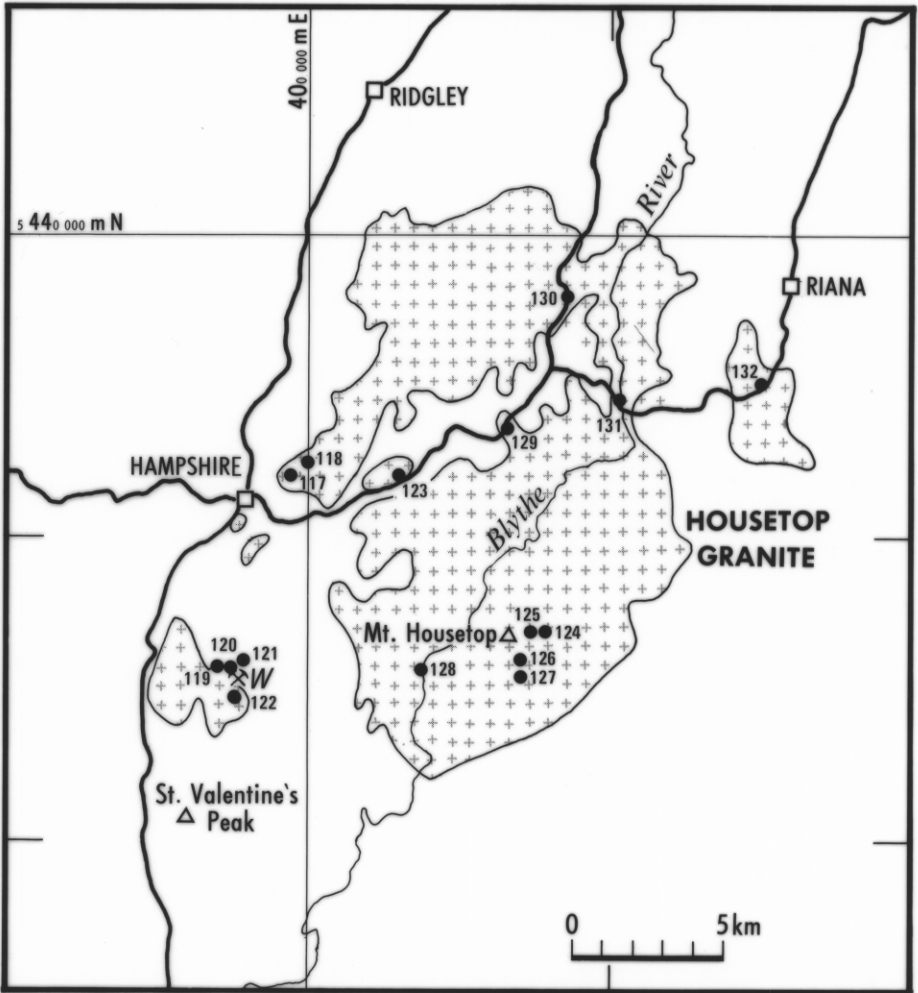 400 000 m E
RIDGLEY
River
5 440 000 m N
RIANA
130
132
131
129
118
117
HAMPSHIRE
123
Blythe
HOUSETOP
GRANITE
125
124
Mt. Housetop
120
121
119
W
126
128
127
122
St. Valentine's
Peak
0 5km